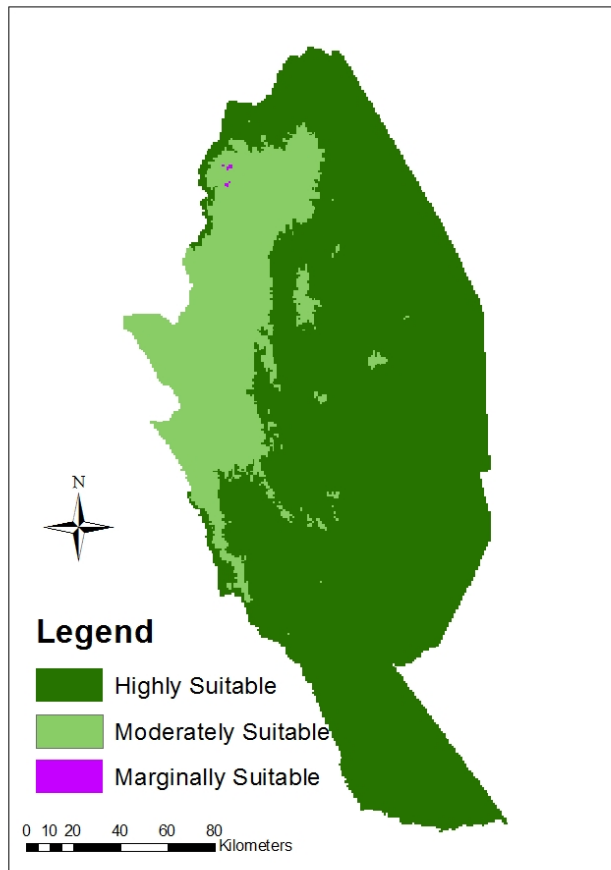 N
Legend
Highly Suitable
Moderately Suitable
Marginally Suitable
0 10 20 40 60 80
Kilometers